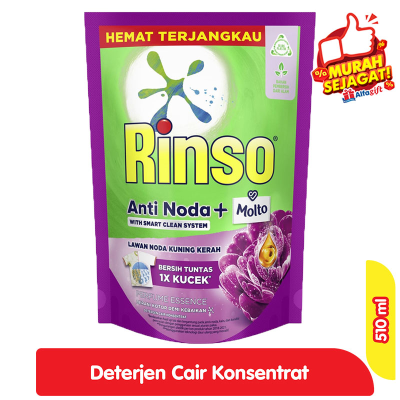 HEMAT TERJANGKAU
MURAH
SEJAGAT!
Alfagift
Rinso
Anti Noda + Molto
WITH SMART CLEAN SYSTEM
LAWAN NODA KUNING KERAH
BERSIH TUNTAS
1X KUCEK*
510 ml
Deterjen Cair Konsentrat